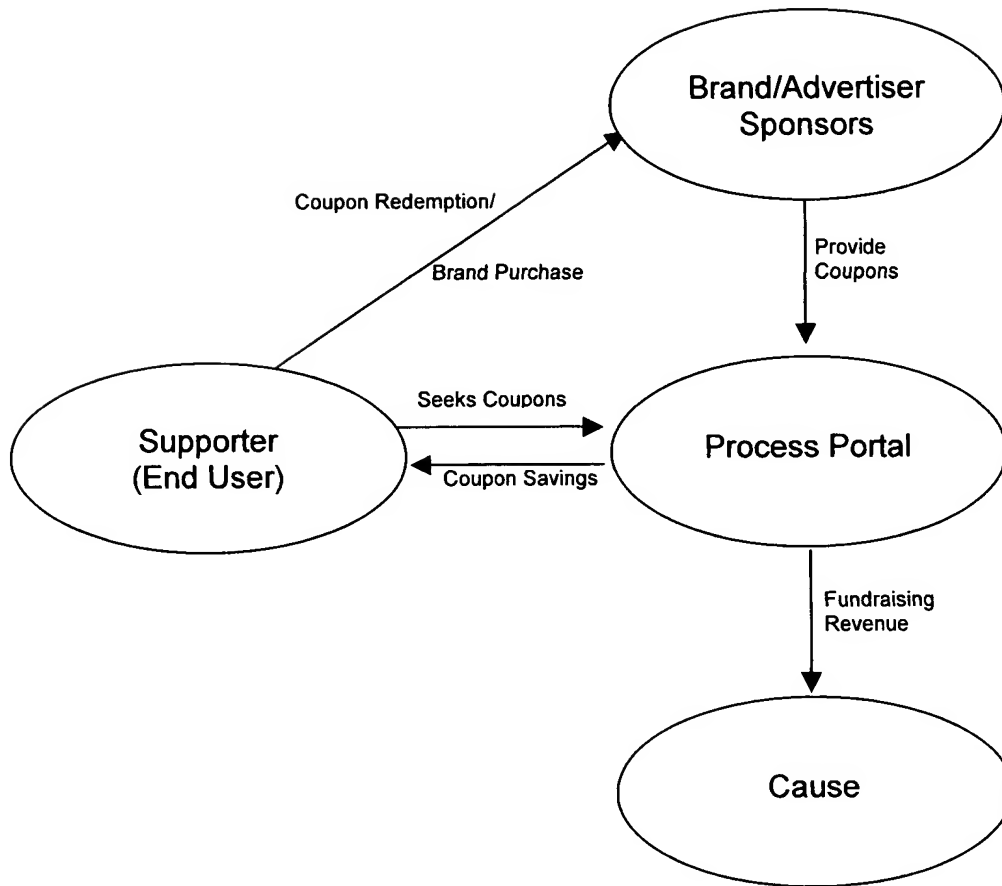 Brand/Advertiser
Sponsors
Coupon Redemption/
Brand Purchase
Provide
Coupons
Supporter
(End User)
Seeks Coupons
Coupon Savings
Process Portal
Fundraising
Revenue
Cause